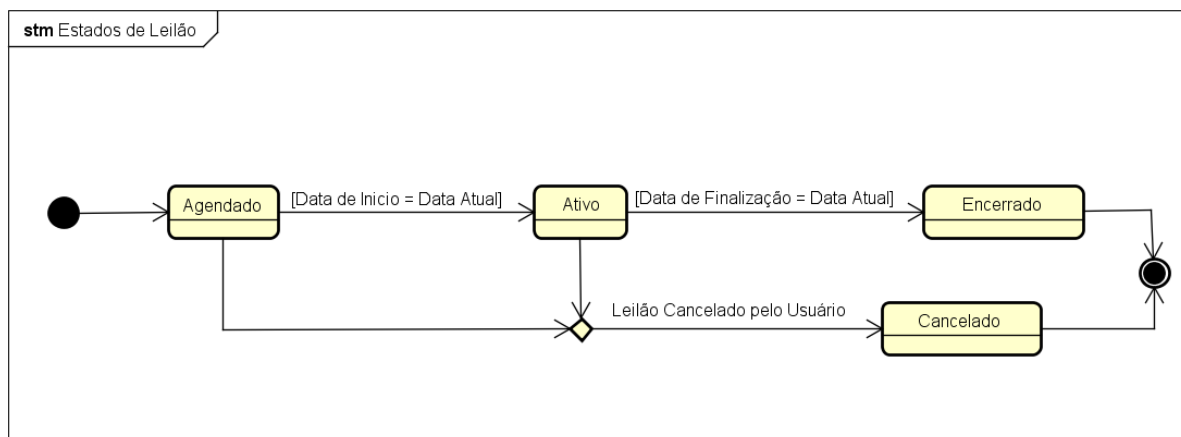 stm Estados de Leilão
Agendado
[Data de Inicio = Data Atual]
Ativo
[Data de Finalização = Data Atual]
Encerrado
Leilão Cancelado pelo Usuário
Cancelado